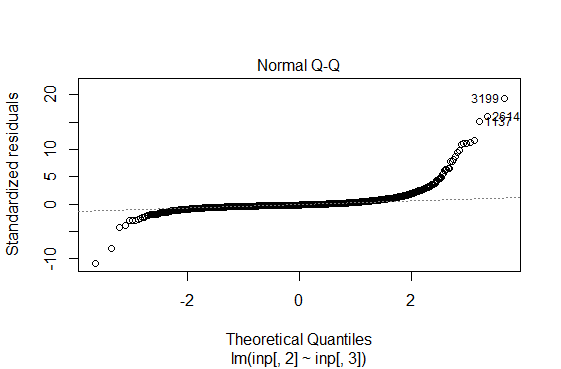 Normal Q-Q
Standardized residuals
20
10
5
0
-10
3199
2614
1137
-2
0
2
Theoretical Quantiles
lm(inp[, 2] ~ inp[, 3])